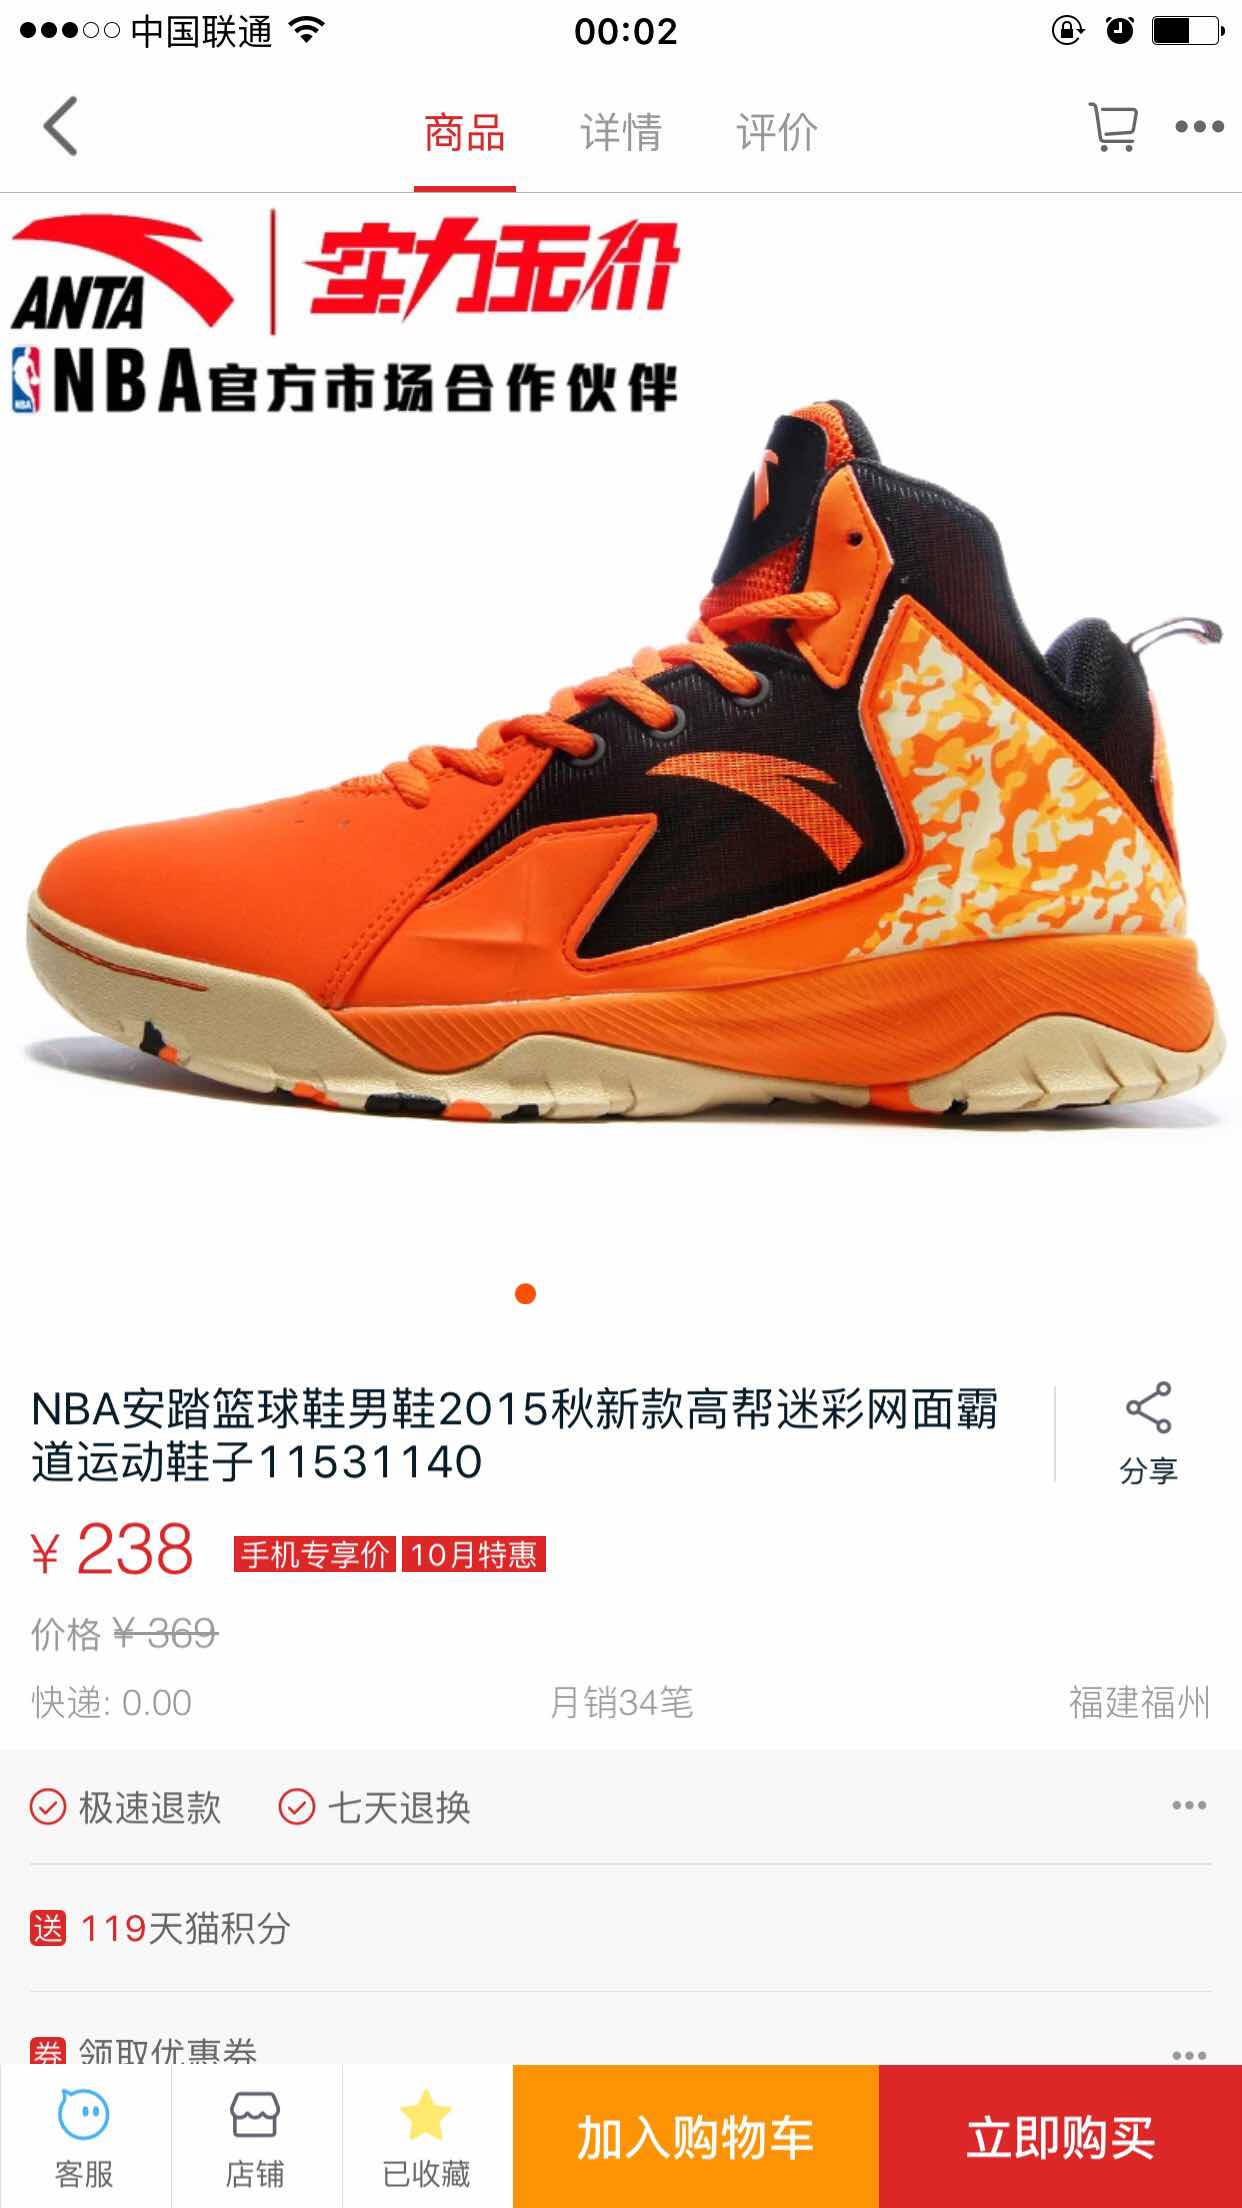 中国联通
00:02
商品
详情
评价
ANTA
实力无价
NBA官方市场合作伙伴
NBA安踏篮球鞋男鞋2015秋新款高帮迷彩网面霸
道运动鞋子11531140
分享
¥ 238
手机专享价 10月特惠
价格 ¥ 369
快递: 0.00
月销34笔
福建福州
极速退款
七天退换
送 119天猫积分
券 领取优惠券
客服
店铺
已收藏
加入购物车
立即购买